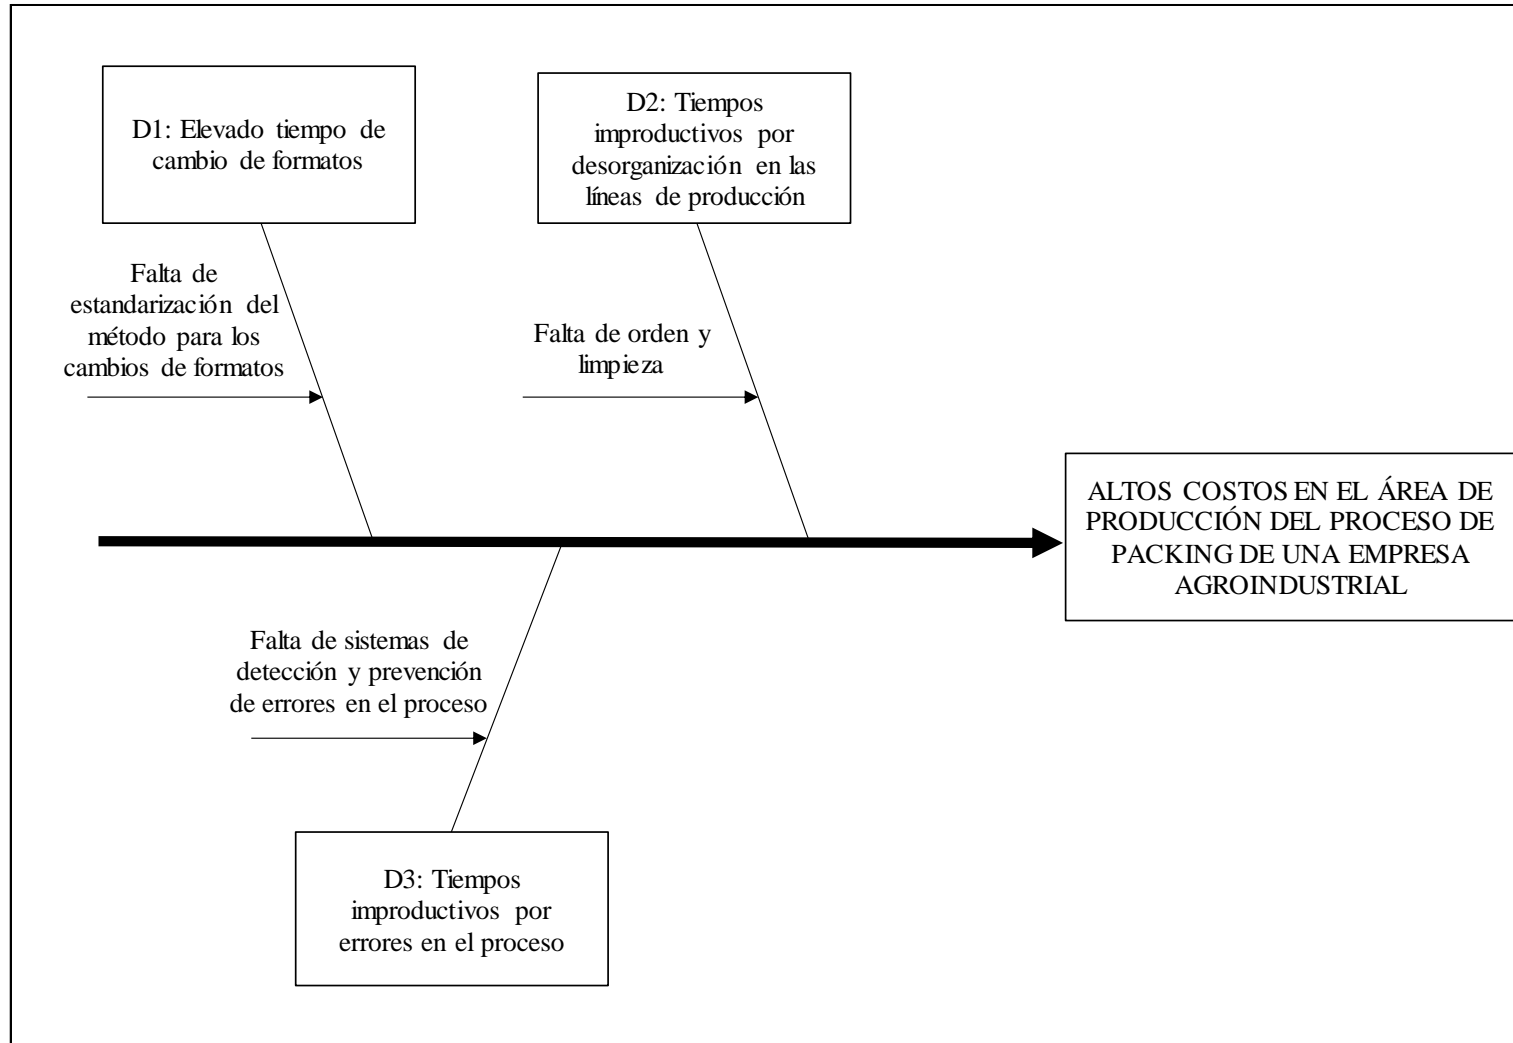 D1: Elevado tiempo de
cambio de formatos
D2: Tiempos
improductivos por
desorganización en las
líneas de producción
Falta de
estandarización del
método para los
cambios de formatos
Falta de orden y
limpieza
ALTOS COSTOS EN EL ÁREA DE
PRODUCCIÓN DEL PROCESO DE
PACKING DE UNA EMPRESA
AGROINDUSTRIAL
Falta de sistemas de
detección y prevención
de errores en el proceso
D3: Tiempos
improductivos por
errores en el proceso